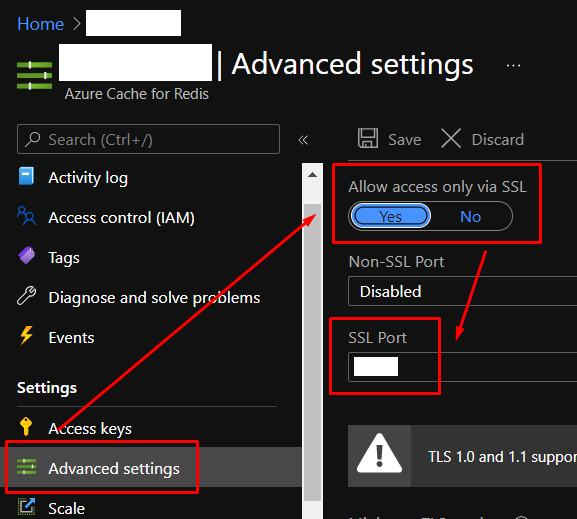 Home >
| Advanced settings ...
Azure Cache for Redis
Search (Ctrl+/)
«
Activity log
Access control (IAM)
Tags
Diagnose and solve problems
Events
Settings
Access keys
Advanced settings
Scale
Save
Discard
Allow access only via SSL
Yes
No
Non-SSL Port
Disabled
SSL Port
TLS 1.0 and 1.1 suppor